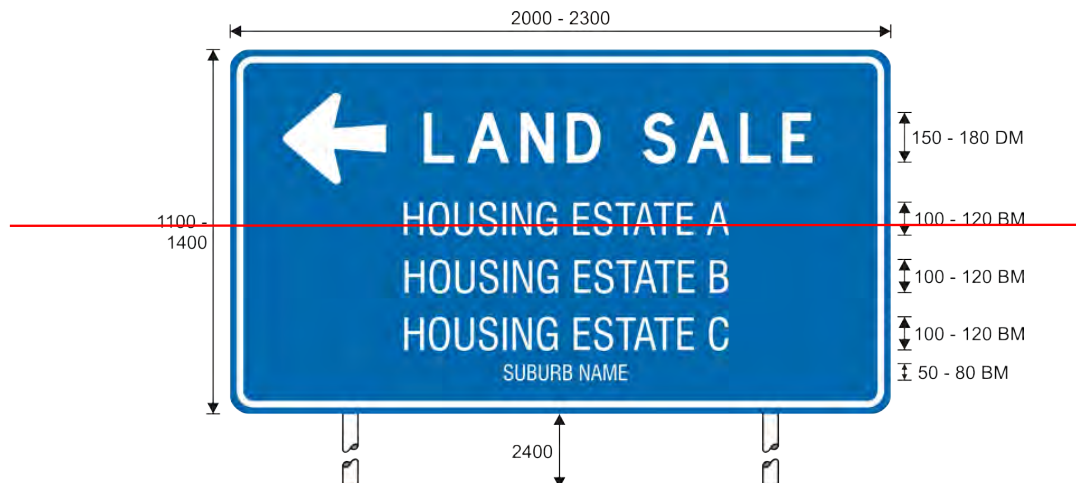 2000 - 2300
LAND SALE
150 - 180 DM
HOUSING ESTATE A
100 - 120 BM
1100 -
1400
HOUSING ESTATE B
100 - 120 BM
HOUSING ESTATE C
100 - 120 BM
SUBURB NAME
50 - 80 BM
2400